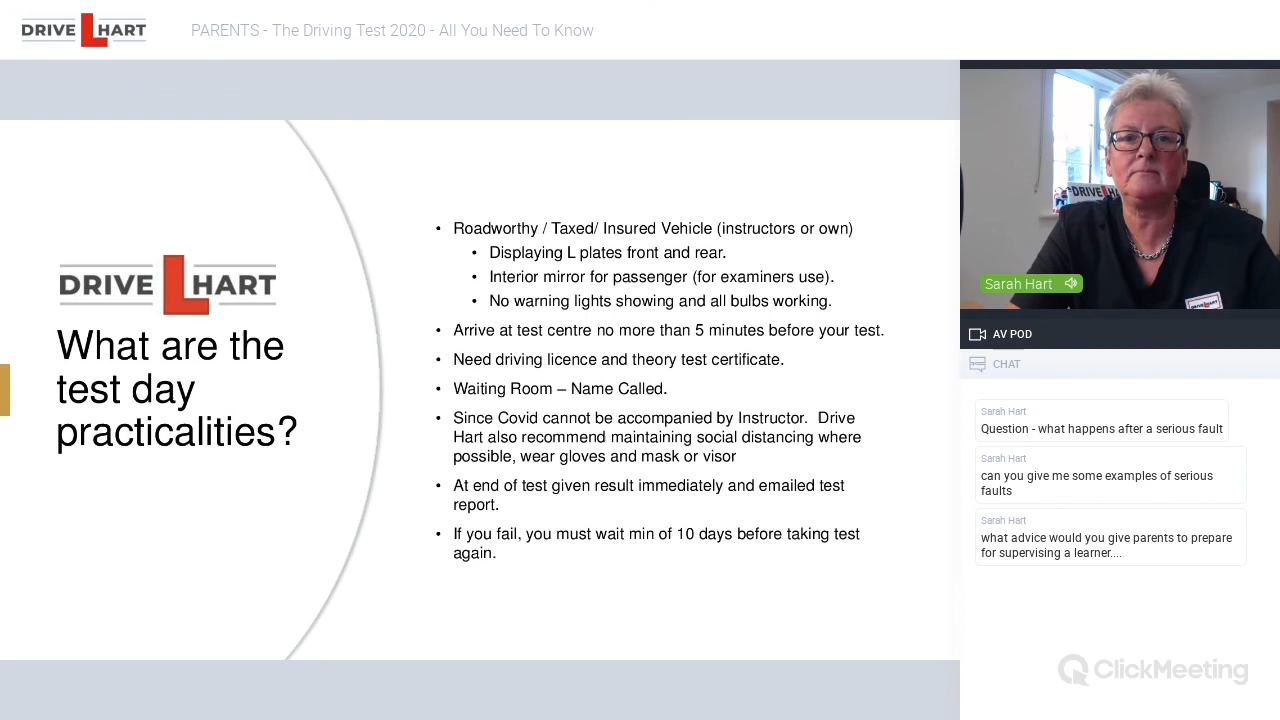 DRIVE L HART
PARENTS - The Driving Test 2020 - All You Need To Know
DRIVE L HART
What are the
test day
practicalities?
• Roadworthy / Taxed/ Insured Vehicle (instructors or own)
• Displaying L plates front and rear.
• Interior mirror for passenger (for examiners use).
• No warning lights showing and all bulbs working.
• Arrive at test centre no more than 5 minutes before your test.
• Need driving licence and theory test certificate.
• Waiting Room – Name Called.
• Since Covid cannot be accompanied by Instructor. Drive
Hart also recommend maintaining social distancing where
possible, wear gloves and mask or visor
• At end of test given result immediately and emailed test
report.
• If you fail, you must wait min of 10 days before taking test
again.
DRIVE L HAR
DRIVE L HART
Sarah Hart
AV POD
CHAT
Sarah Hart
Question - what happens after a serious fault
Sarah Hart
can you give me some examples of serious
faults
Sarah Hart
what advice would you give parents to prepare
for supervising a learner....
ClickMeeting